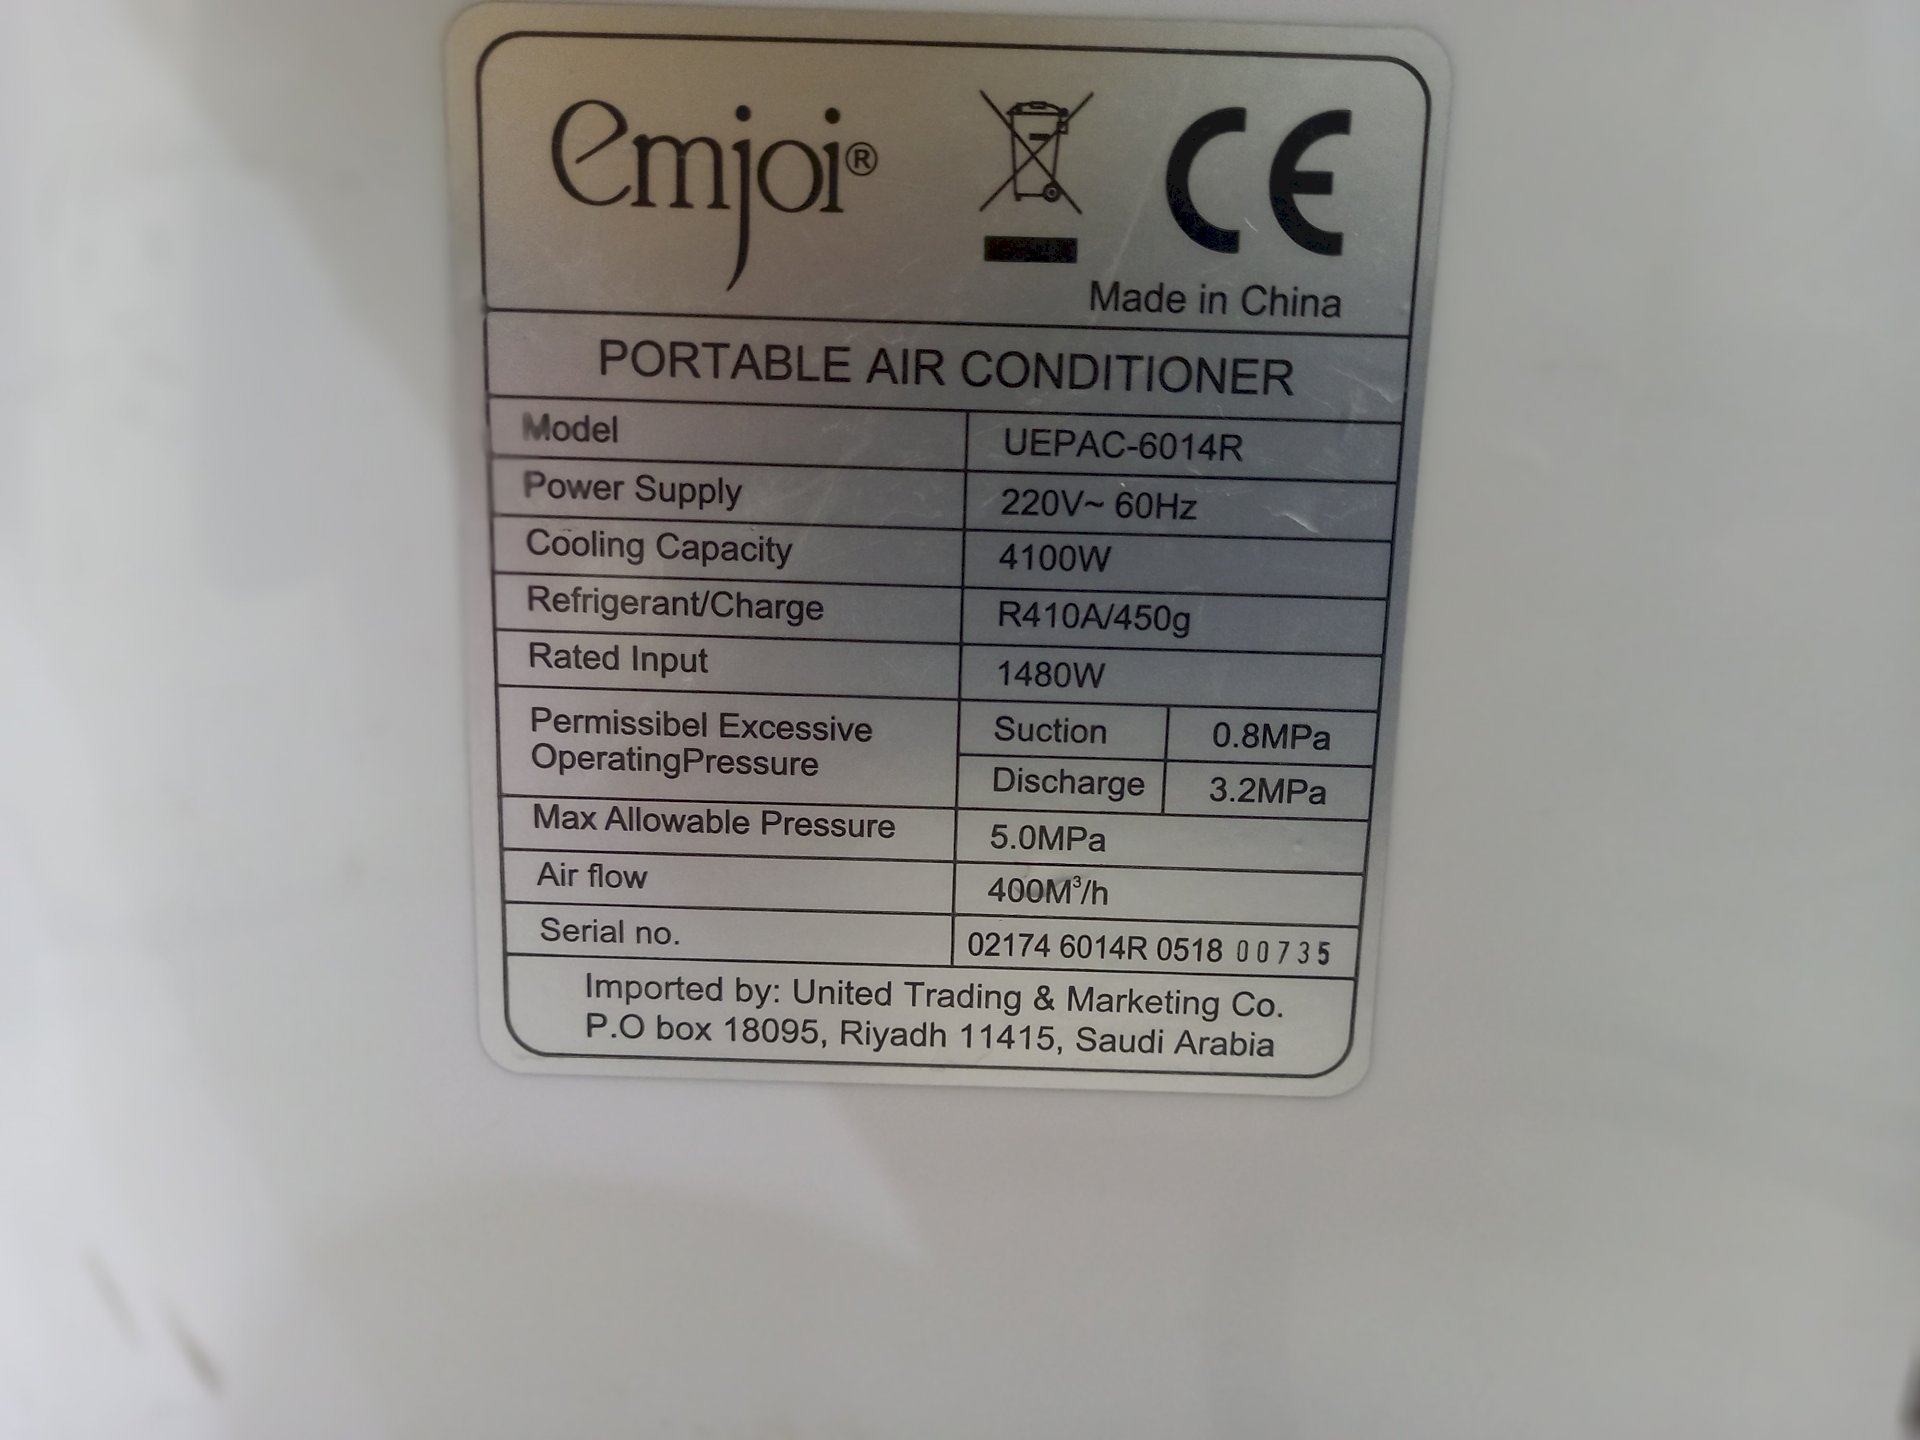 emjoi®
CE
Made in China
PORTABLE AIR CONDITIONER
Model UEPAC-6014R
Power Supply 220V~ 60Hz
Cooling Capacity 4100W
Refrigerant/Charge R410A/450g
Rated Input 1480W
Permissibel Excessive
OperatingPressure
Suction 0.8MPa
Discharge 3.2MPa
Max Allowable Pressure 5.0MPa
Air flow 400M³/h
Serial no. 02174 6014R 0518 00735
Imported by: United Trading & Marketing Co.
P.O box 18095, Riyadh 11415, Saudi Arabia